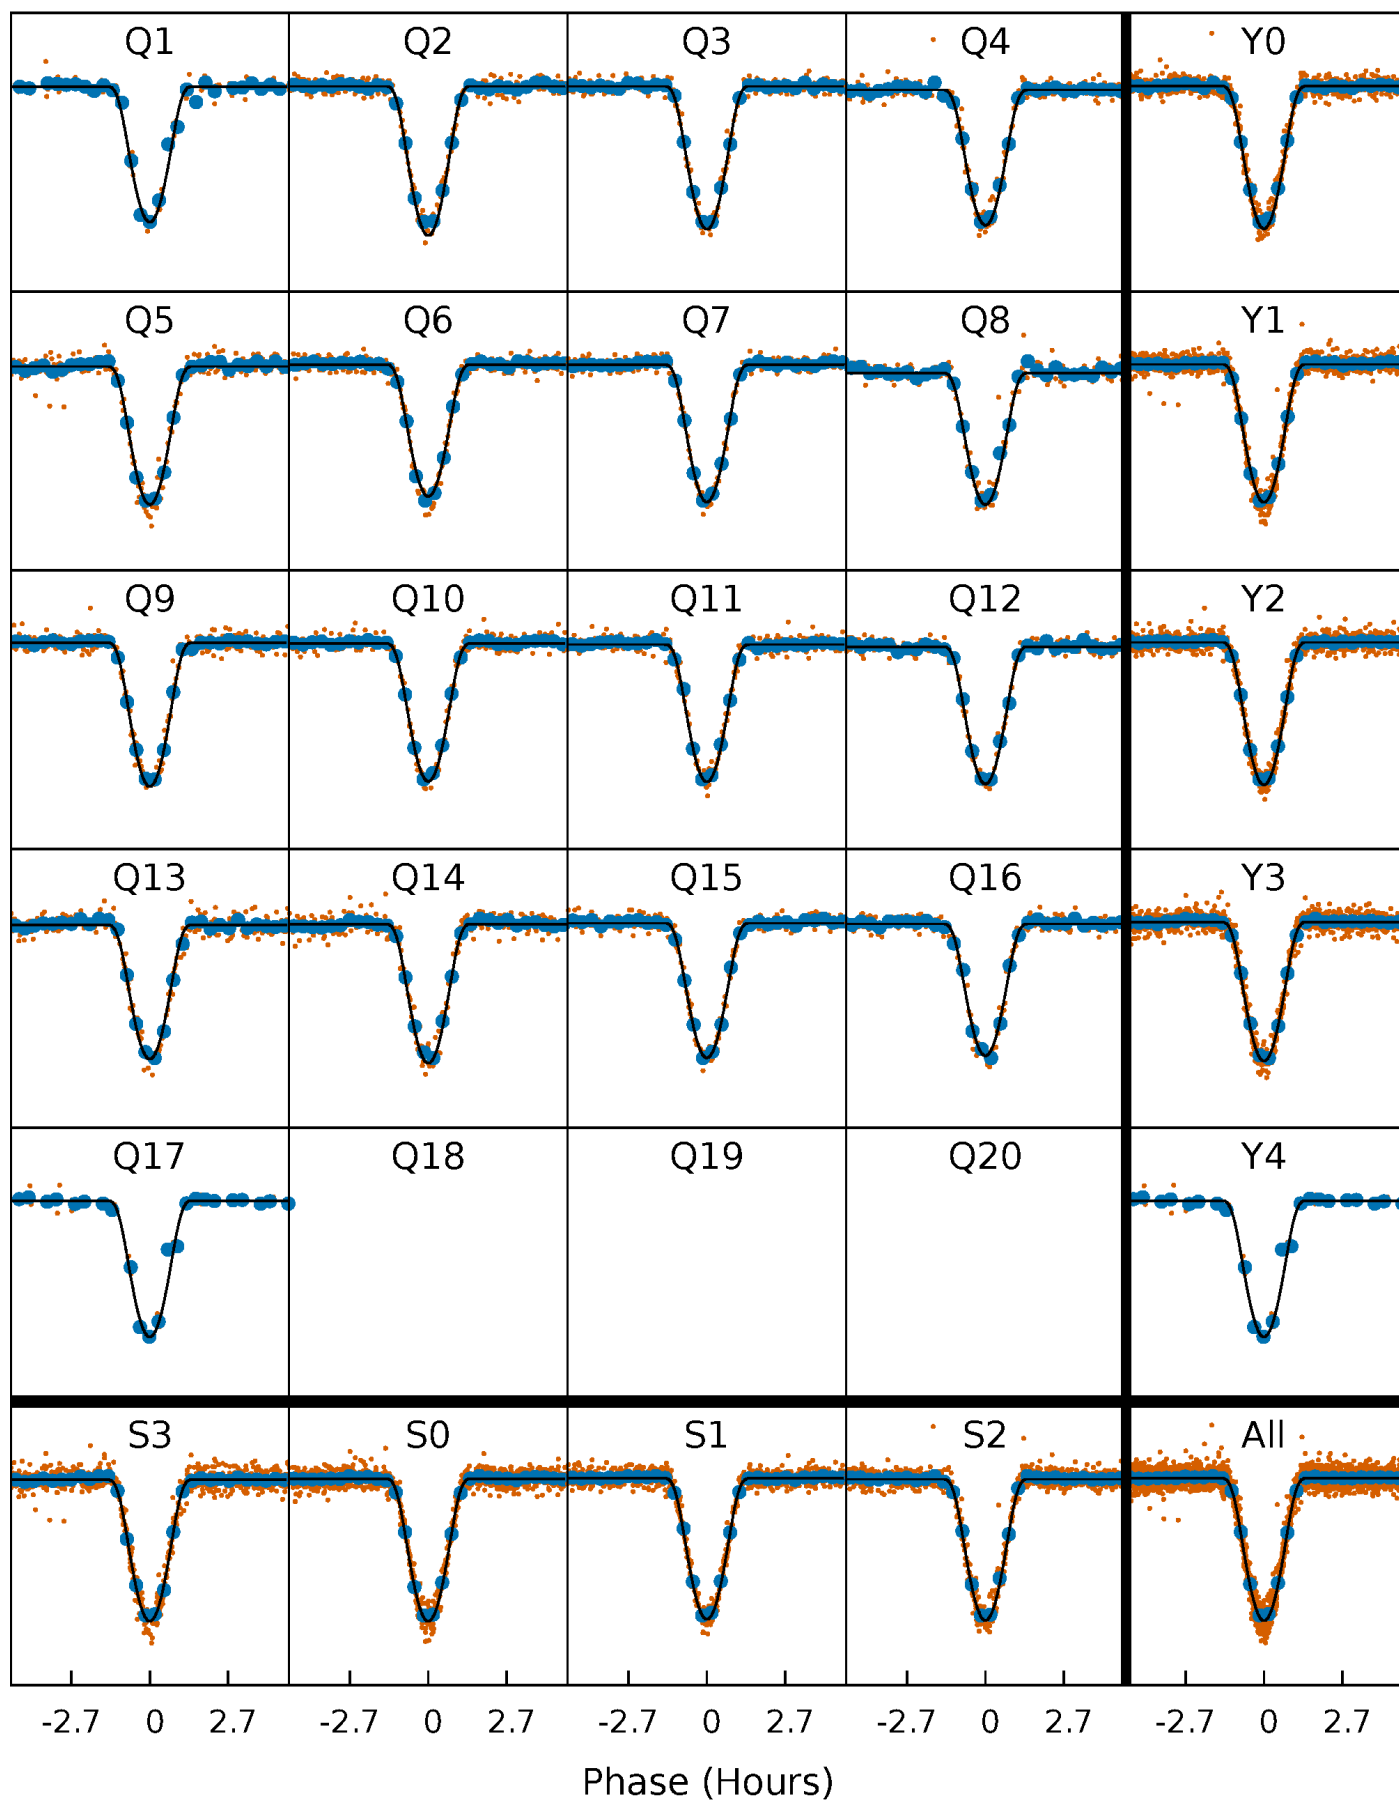 Q1 Q2 Q3 Q4 Y0
Q5 Q6 Q7 Q8 Y1
Q9 Q10 Q11 Q12 Y2
Q13 Q14 Q15 Q16 Y3
Q17 Q18 Q19 Q20 Y4
S3 S0 S1 S2 All
-2.7 0 2.7 -2.7 0 2.7 -2.7 0 2.7 -2.7 0 2.7 -2.7 0 2.7
Phase (Hours)